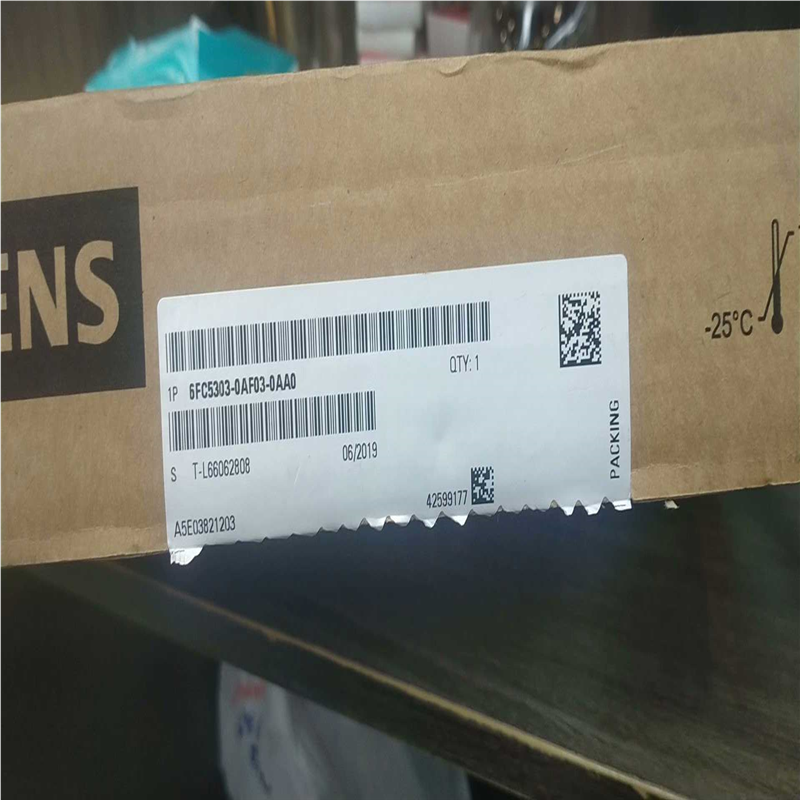 ENS
1P 6FC5303-0AF03-0AA0
QTY: 1
S T-L66062808
06/2019
A5E03821203
42599177
PACKING
-25°C